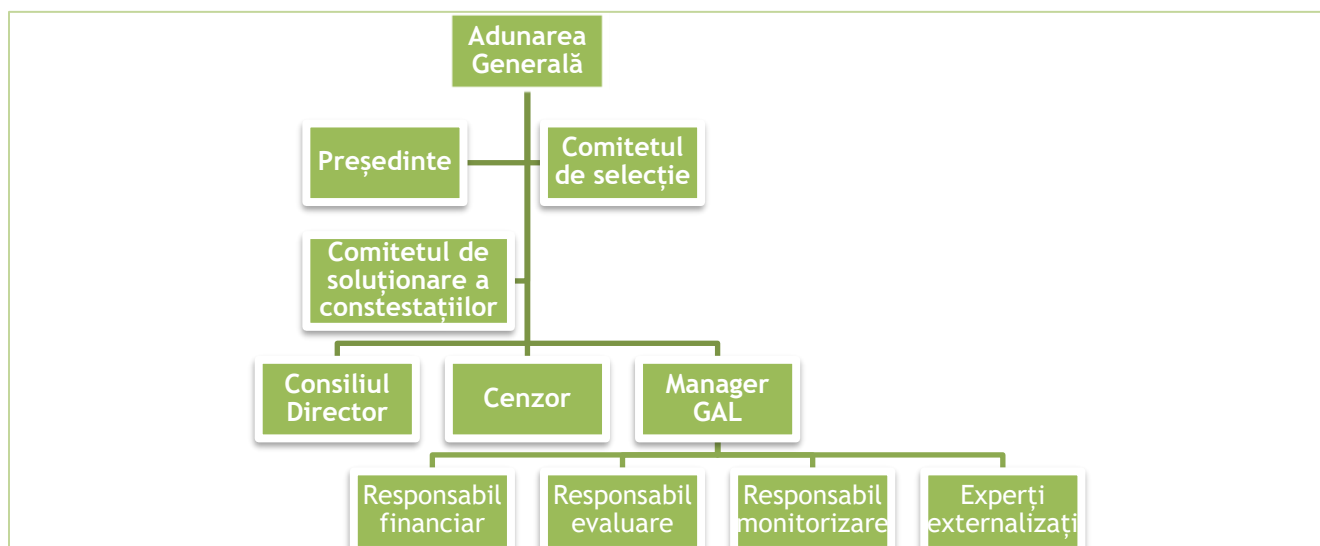 Adunarea
Generală
Președinte
Comitetul
de selecție
Comitetul de
soluționare a
constestațiilor
Consiliul
Director
Cenzor
Manager
GAL
Responsabil
financiar
Responsabil
evaluare
Responsabil
monitorizare
Experți
externalizați